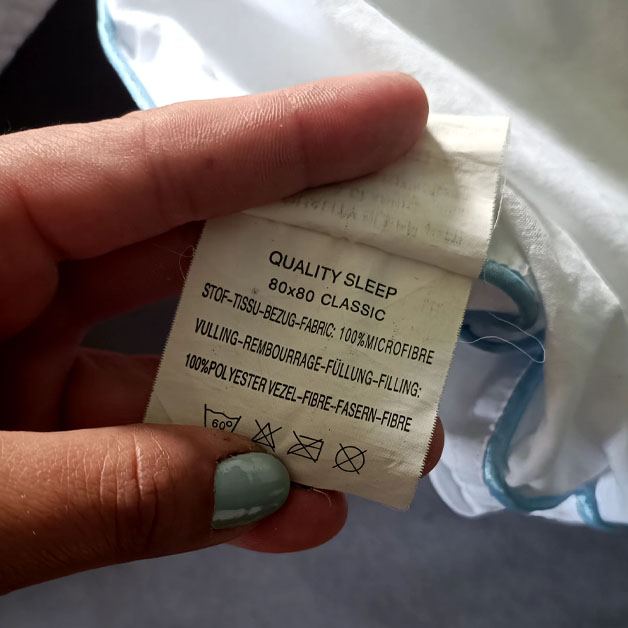 QUALITY SLEEP
80x80 CLASSIC
STOF-TISSU-BEZUG-FABRIC: 100%MICROFIBRE
VULLING-REMBOURRAGE-FÜLLUNG-FILLING:
100%POLYESTER VEZEL-FIBRE-FASERN-FIBRE
60°